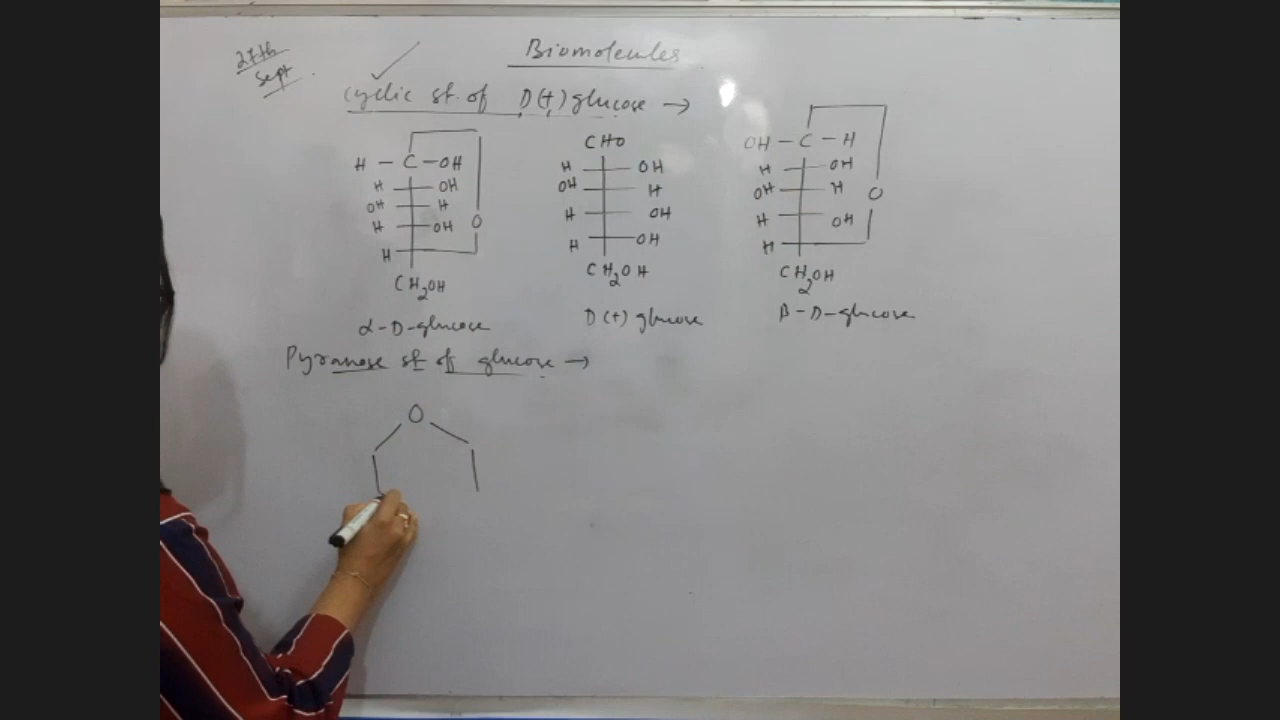 27th
Sept.
Biomolecules
cyclic st. of D(+) glucose →
H - C - OH
H OH
OH H
H OH
H
O
CH2OH
α-D-glucose
CHO
H OH
OH H
H OH
H OH
CH2OH
D(+) glucose
OH - C - H
H OH
OH H
H OH
H
O
CH2OH
β-D-glucose
Pyranose st of glucose →
O